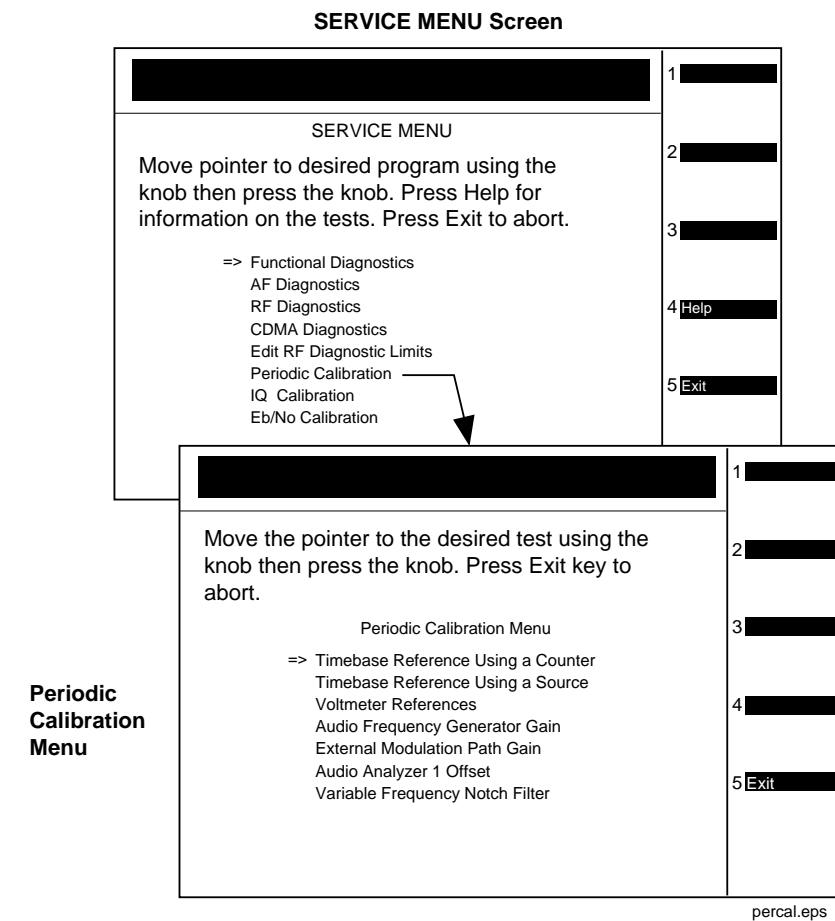 SERVICE MENU Screen
1
SERVICE MENU
2
Move pointer to desired program using the
knob then press the knob. Press Help for
information on the tests. Press Exit to abort.
3
=> Functional Diagnostics
AF Diagnostics
RF Diagnostics
4 Help
CDMA Diagnostics
Edit RF Diagnostic Limits
Periodic Calibration
5 Exit
IQ Calibration
Eb/No Calibration
1
Move the pointer to the desired test using the
knob then press the knob. Press Exit key to
abort.
2
Periodic Calibration Menu
3
=> Timebase Reference Using a Counter
Timebase Reference Using a Source
Voltmeter References
4
Audio Frequency Generator Gain
External Modulation Path Gain
Audio Analyzer 1 Offset
Variable Frequency Notch Filter
5 Exit
Periodic
Calibration
Menu
percal.eps